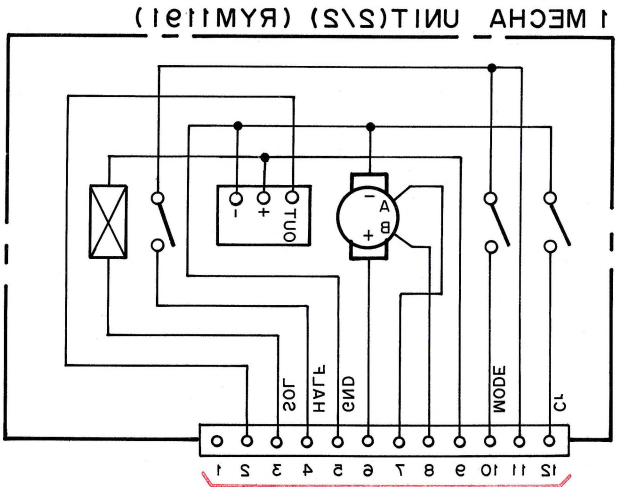 1 MECHA UNIT(2/2) (RYM1191)
- + OUT
-
A
B
+
SOL
HALF
GND
MODE
Cr
1 2 3 4 5 6 7 8 9 10 11 12